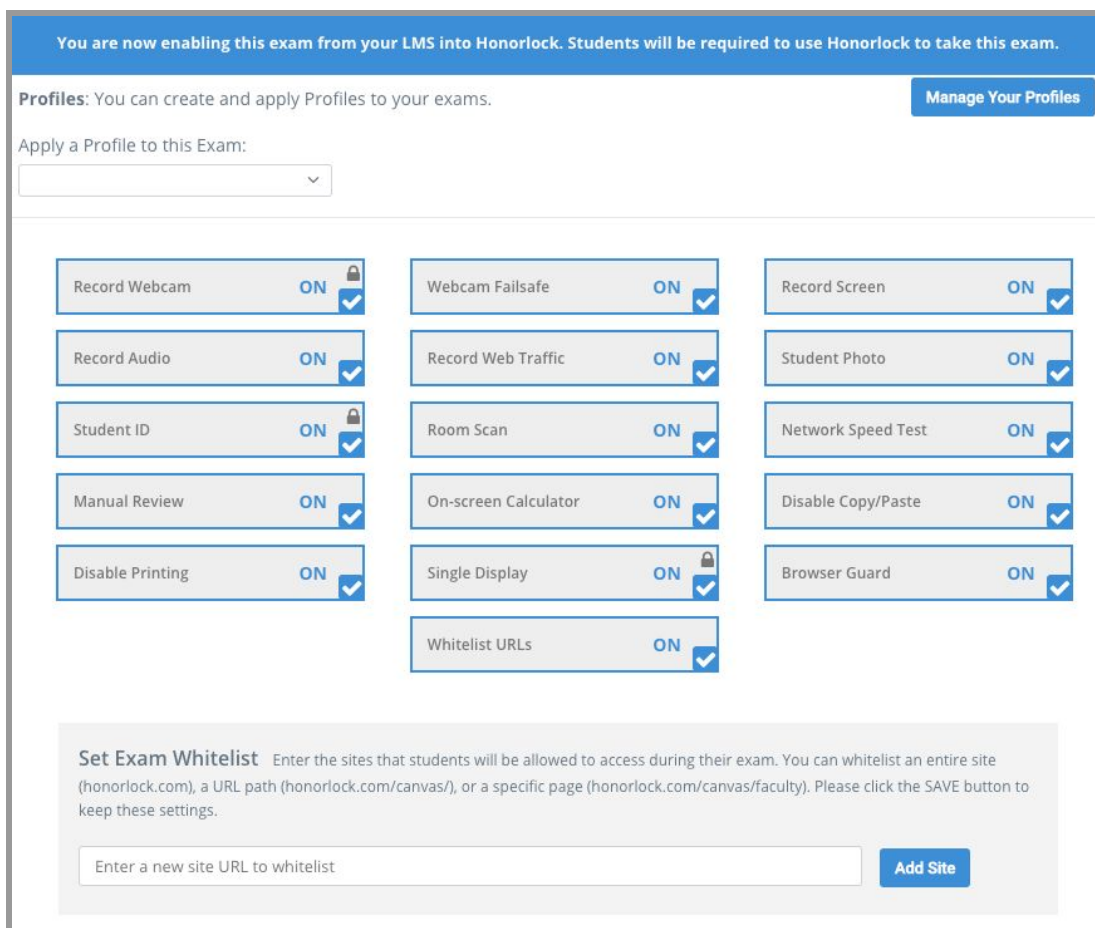 You are now enabling this exam from your LMS into Honorlock. Students will be required to use Honorlock to take this exam.
Profiles: You can create and apply Profiles to your exams.
Manage Your Profiles
Apply a Profile to this Exam:
Record Webcam ON
Webcam Failsafe ON
Record Screen ON
Record Audio ON
Record Web Traffic ON
Student Photo ON
Student ID ON
Room Scan ON
Network Speed Test ON
Manual Review ON
On-screen Calculator ON
Disable Copy/Paste ON
Disable Printing ON
Single Display ON
Browser Guard ON
Whitelist URLs ON
Set Exam Whitelist Enter the sites that students will be allowed to access during their exam. You can whitelist an entire site
(honorlock.com), a URL path (honorlock.com/canvas/), or a specific page (honorlock.com/canvas/faculty). Please click the SAVE button to
keep these settings.
Enter a new site URL to whitelist
Add Site